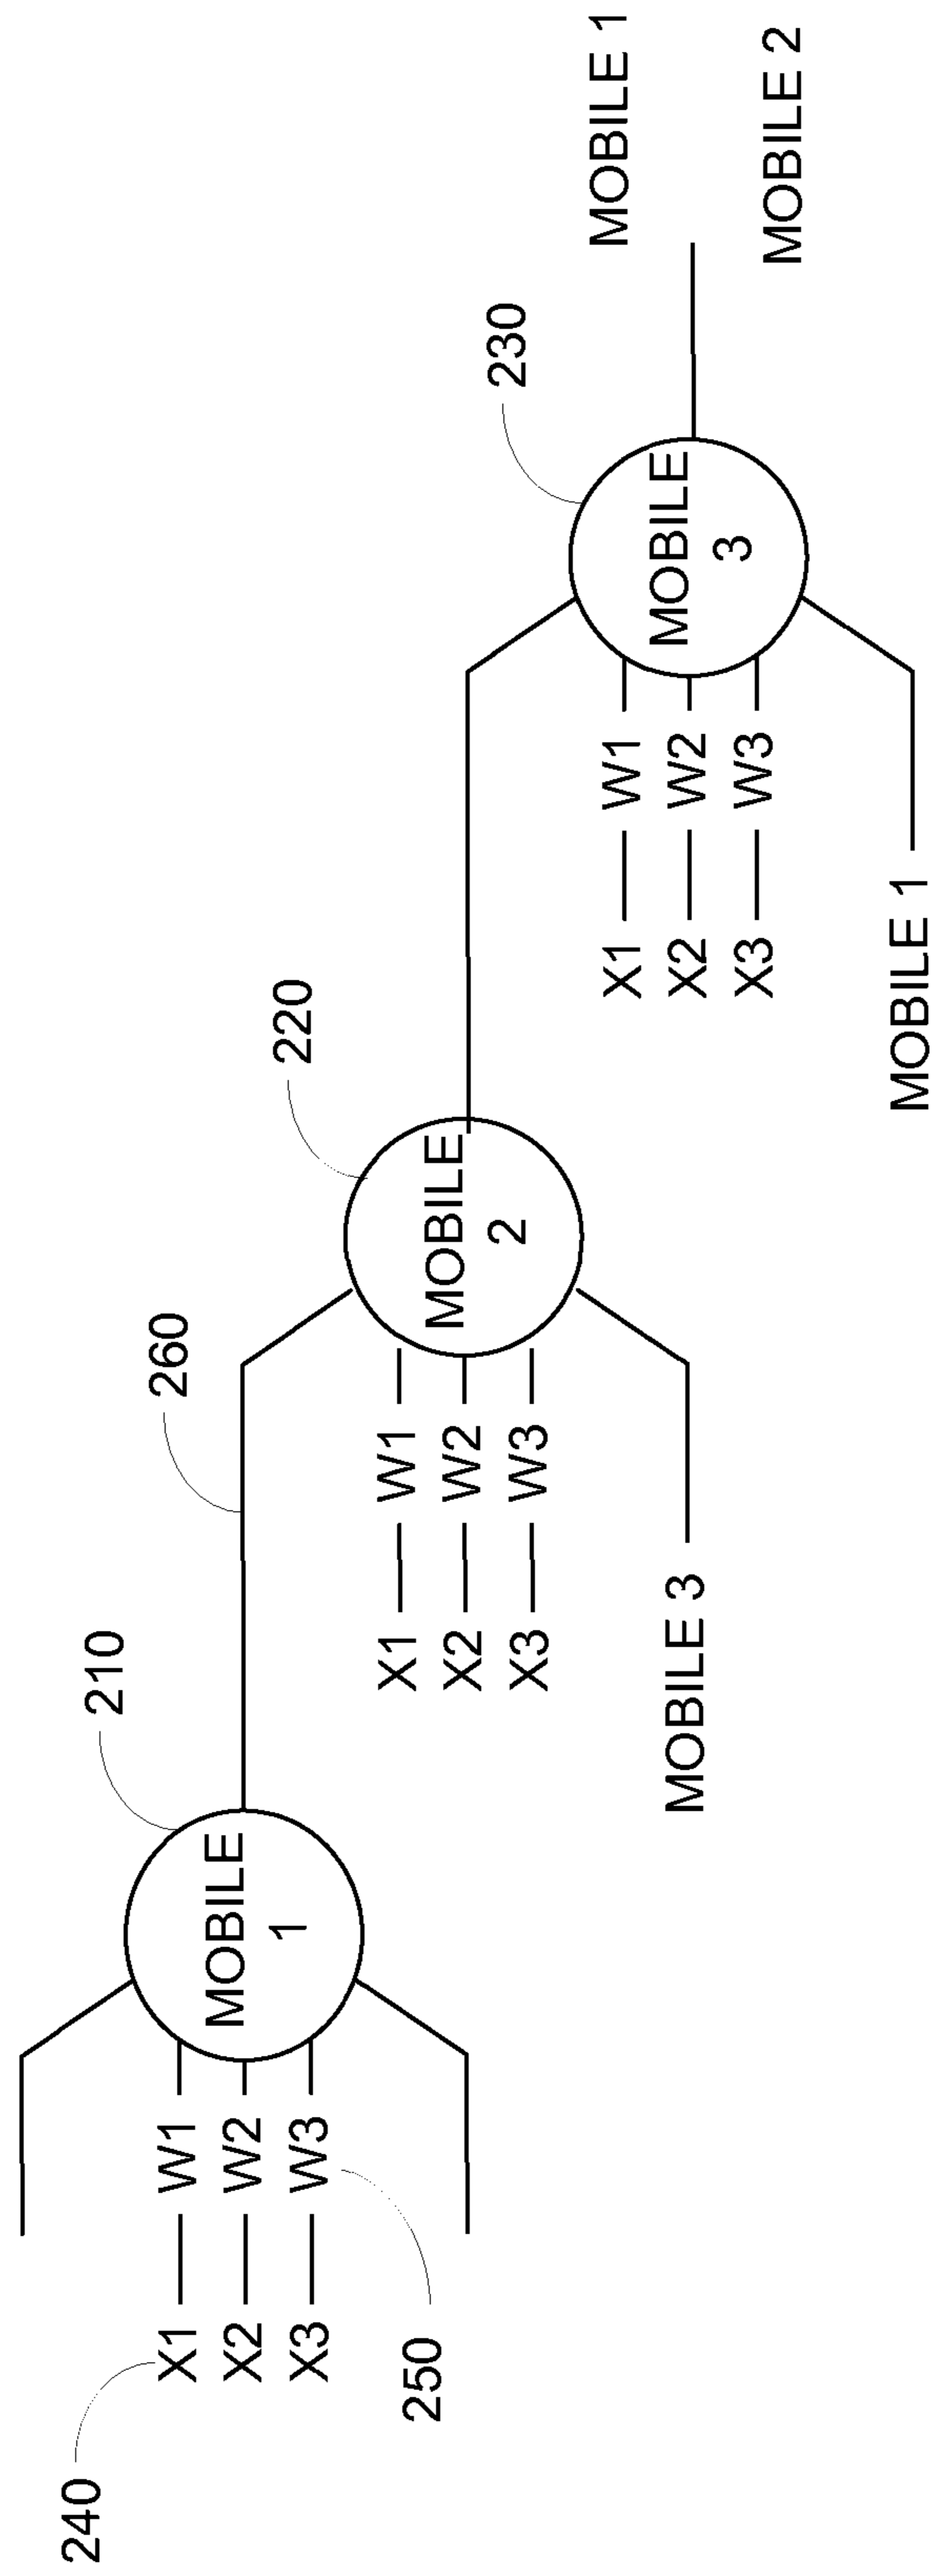 240
X1 W1
X2 W2
X3 W3
250
MOBILE
1
210
260
X1 W1
X2 W2
X3 W3
MOBILE
2
220
MOBILE 3
X1 W1
X2 W2
X3 W3
MOBILE
3
230
MOBILE 1
MOBILE 1
MOBILE 2